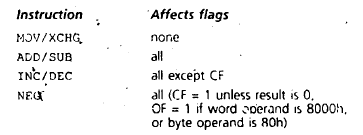 Instruction Affects flags
MOV/XCHG none
ADD/SUB all
INC/DEC all except CF
NEG all (CF = 1 unless result is 0,
OF = 1 if word operand is 8000h,
or byte operand is 80h)